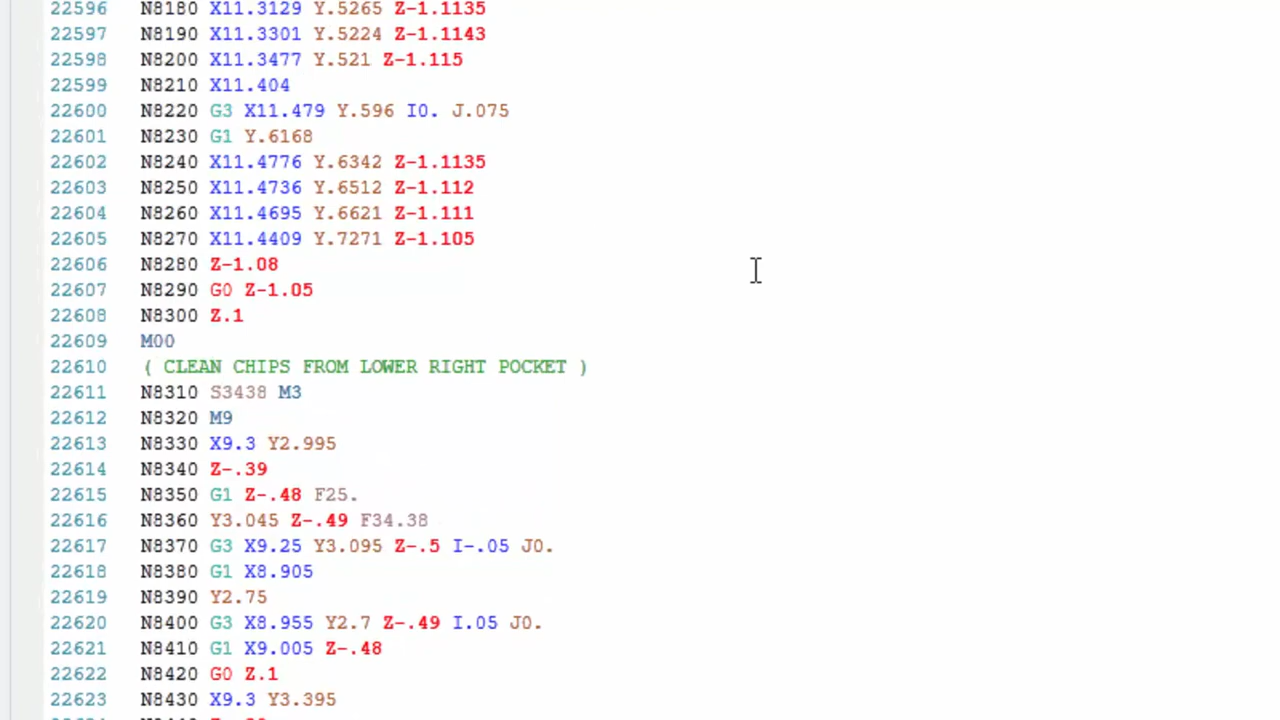 22596 N8180 X11.3129 Y.5265 Z-1.1135
22597 N8190 X11.3301 Y.5224 Z-1.1143
22598 N8200 X11.3477 Y.521 Z-1.115
22599 N8210 X11.404
22600 N8220 G3 X11.479 Y.596 I0. J.075
22601 N8230 G1 Y.6168
22602 N8240 X11.4776 Y.6342 Z-1.1135
22603 N8250 X11.4736 Y.6512 Z-1.112
22604 N8260 X11.4695 Y.6621 Z-1.111
22605 N8270 X11.4409 Y.7271 Z-1.105
22606 N8280 Z-1.08
22607 N8290 G0 Z-1.05
22608 N8300 Z.1
22609 M00
22610 ( CLEAN CHIPS FROM LOWER RIGHT POCKET )
22611 N8310 S3438 M3
22612 N8320 M9
22613 N8330 X9.3 Y2.995
22614 N8340 Z-.39
22615 N8350 G1 Z-.48 F25.
22616 N8360 Y3.045 Z-.49 F34.38
22617 N8370 G3 X9.25 Y3.095 Z-.5 I-.05 J0.
22618 N8380 G1 X8.905
22619 N8390 Y2.75
22620 N8400 G3 X8.955 Y2.7 Z-.49 I.05 J0.
22621 N8410 G1 X9.005 Z-.48
22622 N8420 G0 Z.1
22623 N8430 X9.3 Y3.395